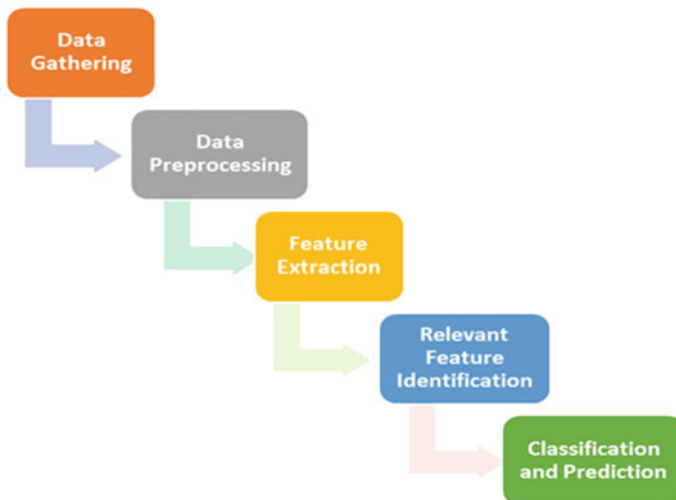 Data
Gathering
Data
Preprocessing
Feature
Extraction
Relevant
Feature
Identification
Classification
and Prediction